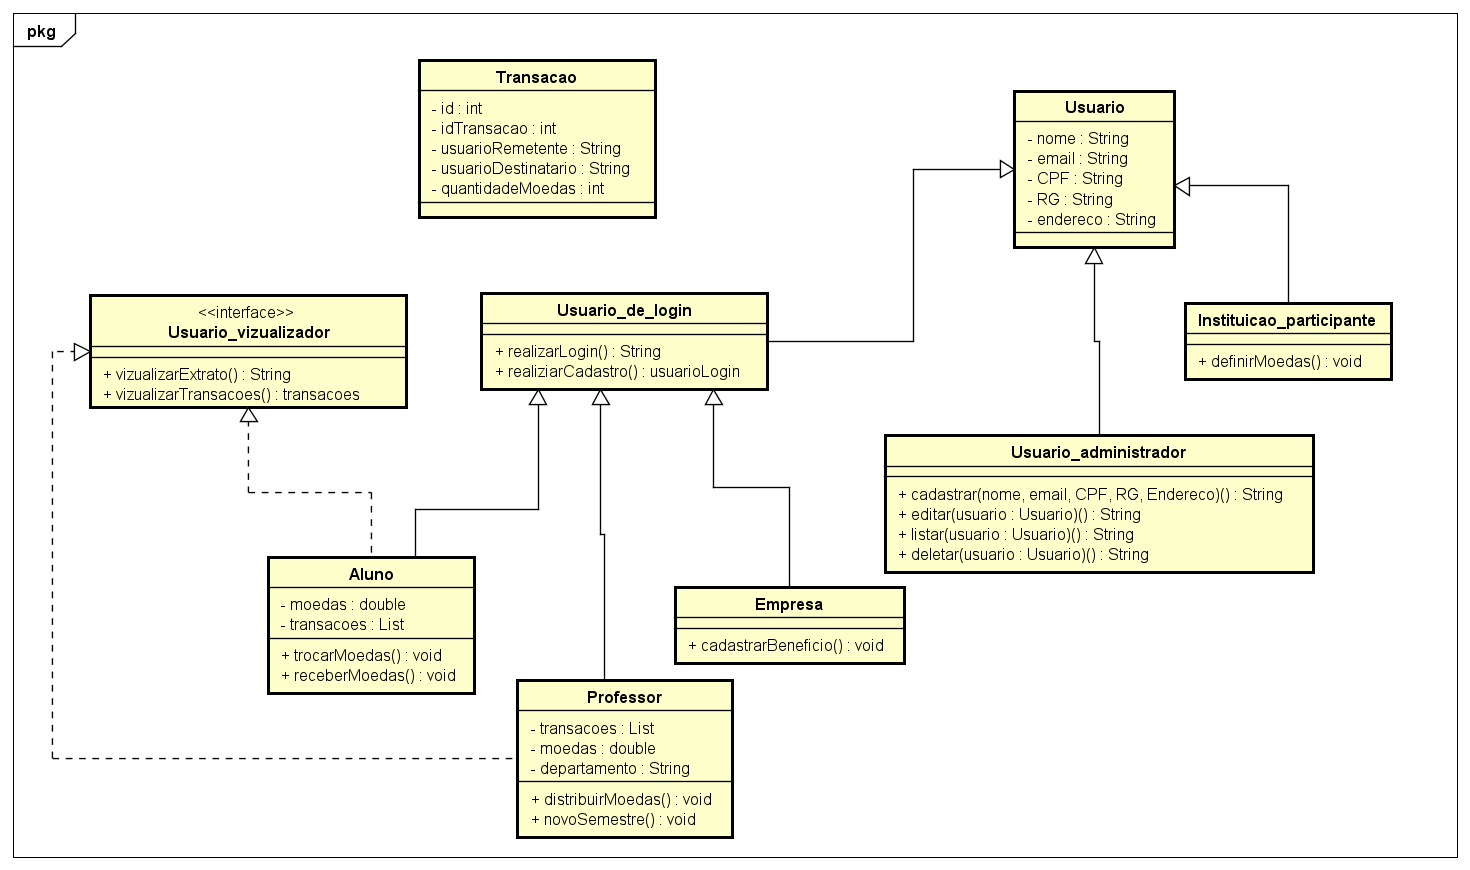 pkg
Transacao
- id : int
- idTransacao : int
- usuarioRemetente : String
- usuarioDestinatario : String
- quantidadeMoedas : int
Usuario
- nome : String
- email : String
- CPF : String
- RG : String
- endereco : String
<<interface>>
Usuario_vizualizador
+ vizualizarExtrato() : String
+ vizualizarTransacoes() : transacoes
Usuario_de_login
+ realizarLogin() : String
+ realiziarCadastro() : usuarioLogin
Instituicao_participante
+ definirMoedas() : void
Usuario_administrador
+ cadastrar(nome, email, CPF, RG, Endereco)() : String
+ editar(usuario : Usuario)() : String
+ listar(usuario : Usuario)() : String
+ deletar(usuario : Usuario)() : String
Aluno
- moedas : double
- transacoes : List
+ trocarMoedas() : void
+ receberMoedas() : void
Empresa
+ cadastrarBeneficio() : void
Professor
- transacoes : List
- moedas : double
- departamento : String
+ distribuirMoedas() : void
+ novoSemestre() : void